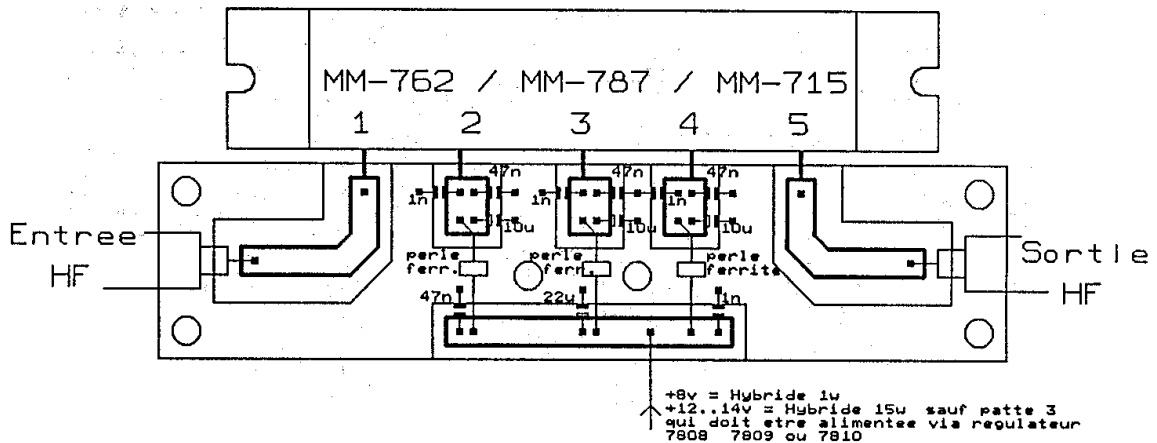 MM-762 / MM-787 / MM-715
1 2 3 4 5
47n 47n 47n
1n 1n 1n
10u 10u 10u
Entree
HF
Sortie
HF
perle
ferr.
perle
ferr.
perle
ferrite
47n 22u 1n
+8v = Hybride 1w
+12..14v = Hybride 15w sauf patte 3
qui doit etre alimentee via regulateur
7808 7809 ou 7810